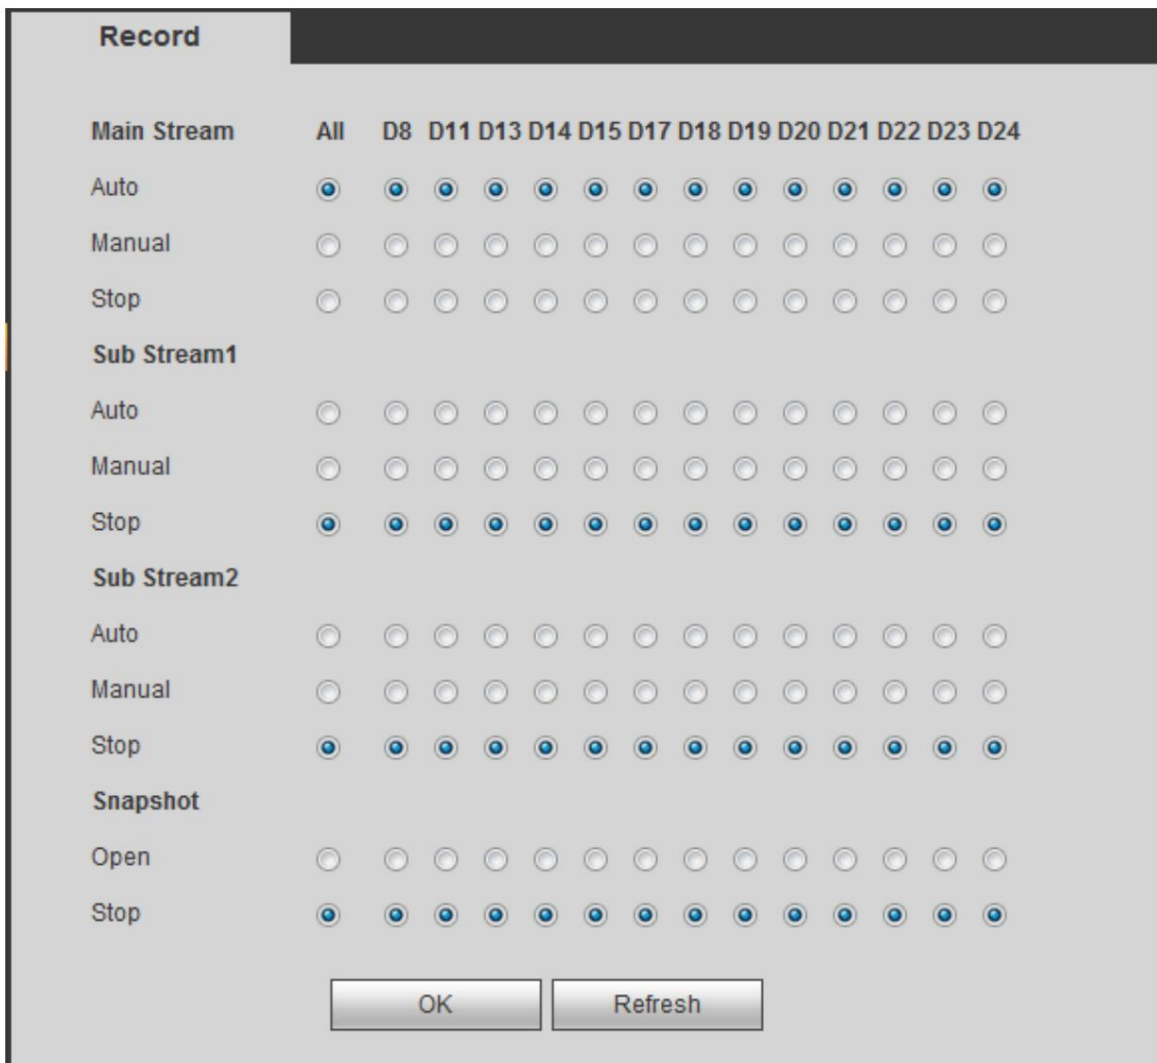 Record
Main Stream All D8 D11 D13 D14 D15 D17 D18 D19 D20 D21 D22 D23 D24
Auto
Manual
Stop
Sub Stream1
Auto
Manual
Stop
Sub Stream2
Auto
Manual
Stop
Snapshot
Open
Stop
OK Refresh